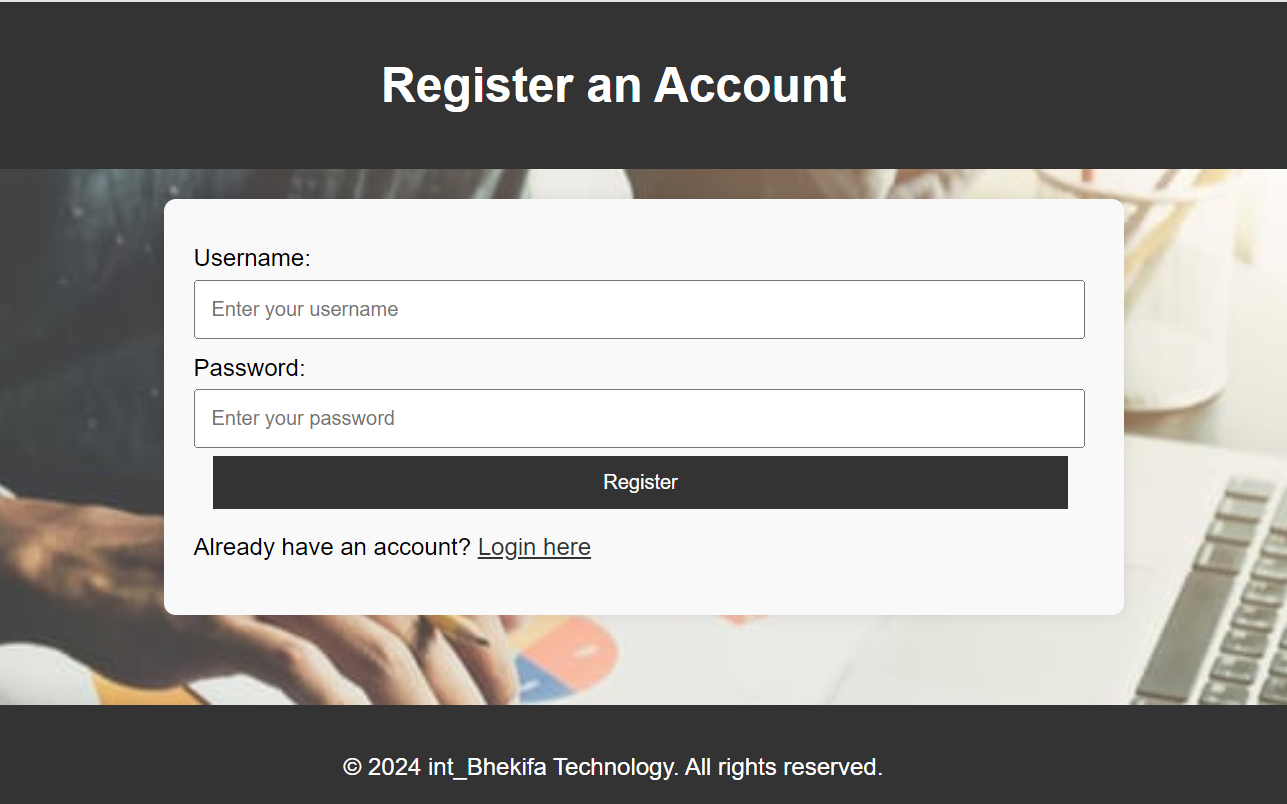 Register an Account
Username:
Enter your username
Password:
Enter your password
Register
Already have an account? Login here
© 2024 int_Bhekifa Technology. All rights reserved.